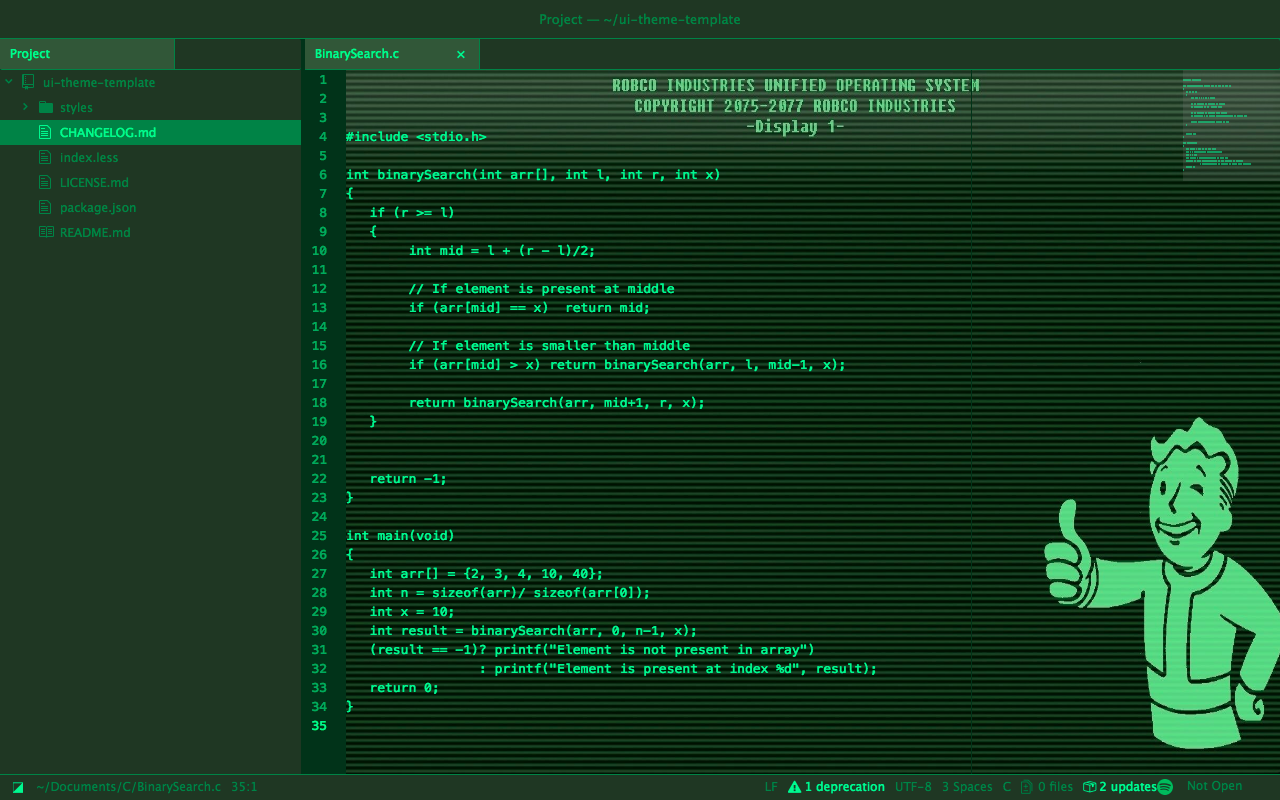 Project — ~/ui-theme-template
Project
BinarySearch.c ×
ui-theme-template
styles
CHANGELOG.md
index.less
LICENSE.md
package.json
README.md
ROBCO INDUSTRIES UNIFIED OPERATING SYSTEM
COPYRIGHT 2075-2077 ROBCO INDUSTRIES
-Display 1-
1
2
3
4 #include <stdio.h>
5
6 int binarySearch(int arr[], int l, int r, int x)
7 {
8    if (r >= l)
9    {
10         int mid = l + (r - l)/2;
11
12         // If element is present at middle
13         if (arr[mid] == x)  return mid;
14
15         // If element is smaller than middle
16         if (arr[mid] > x) return binarySearch(arr, l, mid-1, x);
17
18         return binarySearch(arr, mid+1, r, x);
19    }
20
21
22    return -1;
23 }
24
25 int main(void)
26 {
27    int arr[] = {2, 3, 4, 10, 40};
28    int n = sizeof(arr)/ sizeof(arr[0]);
29    int x = 10;
30    int result = binarySearch(arr, 0, n-1, x);
31    (result == -1)? printf("Element is not present in array")
32                  : printf("Element is present at index %d", result);
33    return 0;
34 }
35
~/Documents/C/BinarySearch.c 35:1 LF 1 deprecation UTF-8 3 Spaces C 0 files 2 updates Not Open